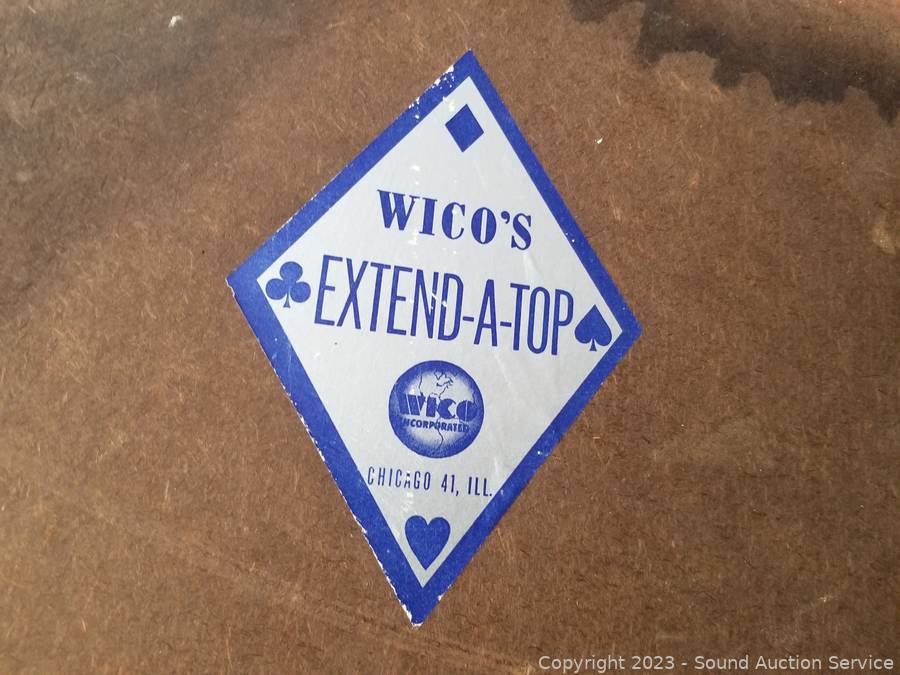 WICO'S
EXTEND-A-TOP
WICO
INCORPORATED
CHICAGO 41, ILL.
Copyright 2023 - Sound Auction Service